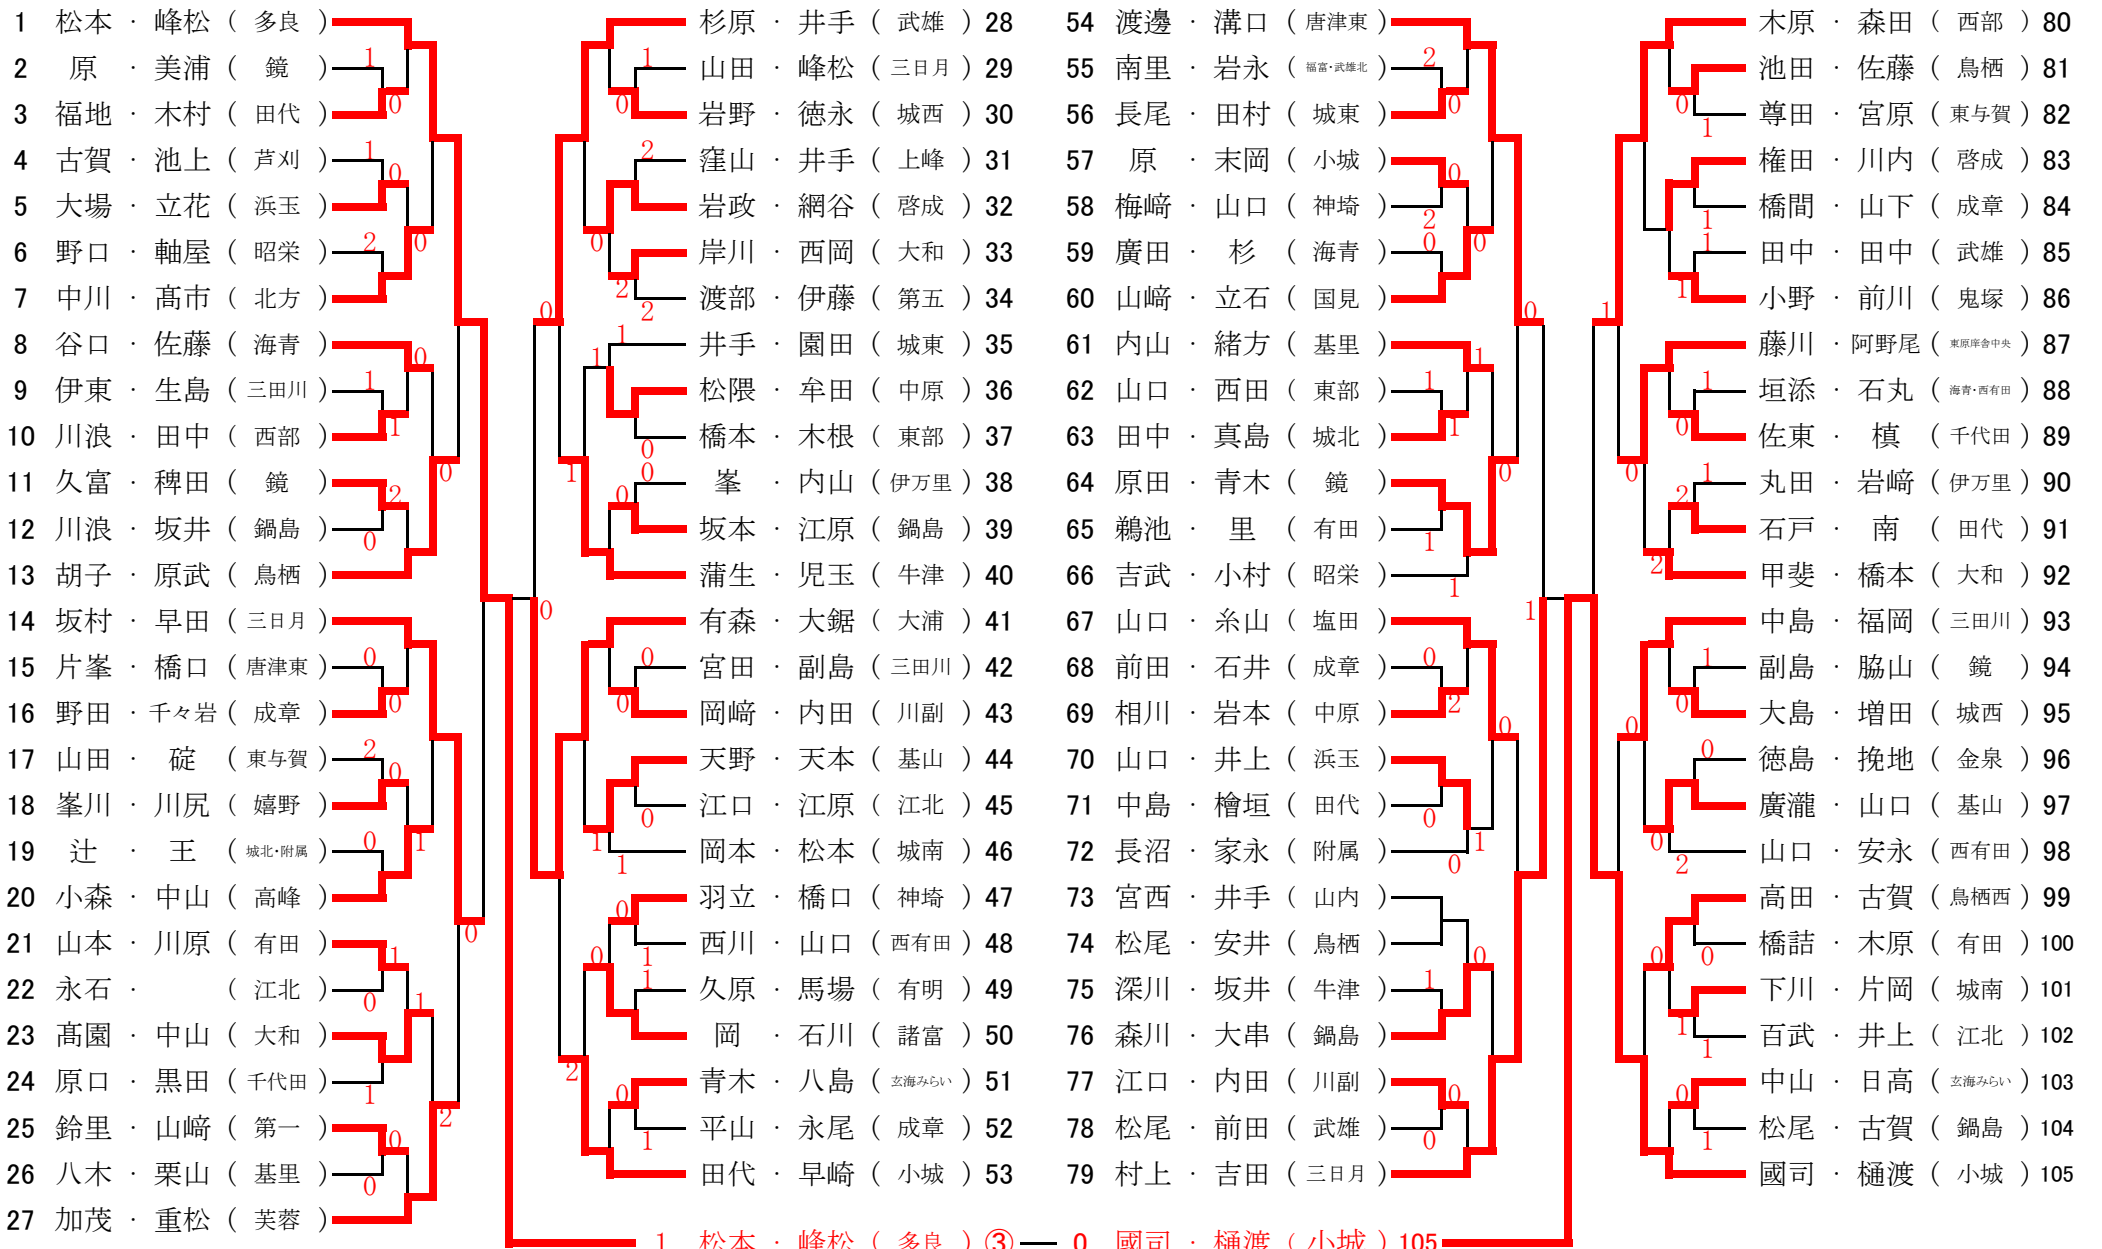 1 松本 ・ 峰松 ( 多良 )
2 原 ・ 美浦 ( 鏡 )
3 福地 ・ 木村 ( 田代 )
4 古賀 ・ 池上 ( 芦刈 )
5 大場 ・ 立花 ( 浜玉 )
6 野口 ・ 軸屋 ( 昭栄 )
7 中川 ・ 髙市 ( 北方 )
8 谷口 ・ 佐藤 ( 海青 )
9 伊東 ・ 生島 ( 三田川 )
10 川浪 ・ 田中 ( 西部 )
11 久富 ・ 稗田 ( 鏡 )
12 川浪 ・ 坂井 ( 鍋島 )
13 胡子 ・ 原武 ( 鳥栖 )
14 坂村 ・ 早田 ( 三日月 )
15 片峯 ・ 橋口 ( 唐津東 )
16 野田 ・ 千々岩 ( 成章 )
17 山田 ・ 碇 ( 東与賀 )
18 峯川 ・ 川尻 ( 嬉野 )
19 辻 ・ 王 ( 城北・附属 )
20 小森 ・ 中山 ( 高峰 )
21 山本 ・ 川原 ( 有田 )
22 永石 ・ ( 江北 )
23 髙園 ・ 中山 ( 大和 )
24 原口 ・ 黒田 ( 千代田 )
25 鈴里 ・ 山﨑 ( 第一 )
26 八木 ・ 栗山 ( 基里 )
27 加茂 ・ 重松 ( 芙蓉 )
杉原 ・ 井手 ( 武雄 ) 28
山田 ・ 峰松 ( 三日月 ) 29
岩野 ・ 徳永 ( 城西 ) 30
窪山 ・ 井手 ( 上峰 ) 31
岩政 ・ 網谷 ( 啓成 ) 32
岸川 ・ 西岡 ( 大和 ) 33
渡部 ・ 伊藤 ( 第五 ) 34
井手 ・ 園田 ( 城東 ) 35
松隈 ・ 牟田 ( 中原 ) 36
橋本 ・ 木根 ( 東部 ) 37
峯 ・ 内山 ( 伊万里 ) 38
坂本 ・ 江原 ( 鍋島 ) 39
蒲生 ・ 児玉 ( 牛津 ) 40
有森 ・ 大鋸 ( 大浦 ) 41
宮田 ・ 副島 ( 三田川 ) 42
岡﨑 ・ 内田 ( 川副 ) 43
天野 ・ 天本 ( 基山 ) 44
江口 ・ 江原 ( 江北 ) 45
岡本 ・ 松本 ( 城南 ) 46
羽立 ・ 橋口 ( 神埼 ) 47
西川 ・ 山口 ( 西有田 ) 48
久原 ・ 馬場 ( 有明 ) 49
岡 ・ 石川 ( 諸富 ) 50
青木 ・ 八島 ( 玄海みらい ) 51
平山 ・ 永尾 ( 成章 ) 52
田代 ・ 早崎 ( 小城 ) 53
54 渡邊 ・ 溝口 ( 唐津東 )
55 南里 ・ 岩永 ( 福富・武雄北 )
56 長尾 ・ 田村 ( 城東 )
57 原 ・ 末岡 ( 小城 )
58 梅﨑 ・ 山口 ( 神埼 )
59 廣田 ・ 杉 ( 海青 )
60 山﨑 ・ 立石 ( 国見 )
61 内山 ・ 緒方 ( 基里 )
62 山口 ・ 西田 ( 東部 )
63 田中 ・ 真島 ( 城北 )
64 原田 ・ 青木 ( 鏡 )
65 鵜池 ・ 里 ( 有田 )
66 吉武 ・ 小村 ( 昭栄 )
67 山口 ・ 糸山 ( 塩田 )
68 前田 ・ 石井 ( 成章 )
69 相川 ・ 岩本 ( 中原 )
70 山口 ・ 井上 ( 浜玉 )
71 中島 ・ 檜垣 ( 田代 )
72 長沼 ・ 家永 ( 附属 )
73 宮西 ・ 井手 ( 山内 )
74 松尾 ・ 安井 ( 鳥栖 )
75 深川 ・ 坂井 ( 牛津 )
76 森川 ・ 大串 ( 鍋島 )
77 江口 ・ 内田 ( 川副 )
78 松尾 ・ 前田 ( 武雄 )
79 村上 ・ 吉田 ( 三日月 )
木原 ・ 森田 ( 西部 ) 80
池田 ・ 佐藤 ( 鳥栖 ) 81
尊田 ・ 宮原 ( 東与賀 ) 82
権田 ・ 川内 ( 啓成 ) 83
橋間 ・ 山下 ( 成章 ) 84
田中 ・ 田中 ( 武雄 ) 85
小野 ・ 前川 ( 鬼塚 ) 86
藤川 ・ 阿野尾 ( 東原庠舎中央 ) 87
垣添 ・ 石丸 ( 海青・西有田 ) 88
佐東 ・ 槙 ( 千代田 ) 89
丸田 ・ 岩﨑 ( 伊万里 ) 90
石戸 ・ 南 ( 田代 ) 91
甲斐 ・ 橋本 ( 大和 ) 92
中島 ・ 福岡 ( 三田川 ) 93
副島 ・ 脇山 ( 鏡 ) 94
大島 ・ 増田 ( 城西 ) 95
徳島 ・ 挽地 ( 金泉 ) 96
廣瀧 ・ 山口 ( 基山 ) 97
山口 ・ 安永 ( 西有田 ) 98
高田 ・ 古賀 ( 鳥栖西 ) 99
橋詰 ・ 木原 ( 有田 ) 100
下川 ・ 片岡 ( 城南 ) 101
百武 ・ 井上 ( 江北 ) 102
中山 ・ 日高 ( 玄海みらい ) 103
松尾 ・ 古賀 ( 鍋島 ) 104
國司 ・ 樋渡 ( 小城 ) 105
1 松本 ・ 峰松 ( 多良 ) ③ — 0 國司 ・ 樋渡 ( 小城 ) 105